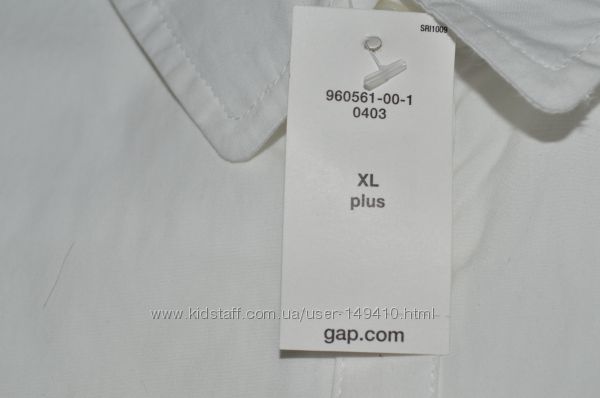 SRI1009
960561-00-1
0403
XL
plus
www.kidstaff.com.ua/user-149410.html
gap.com